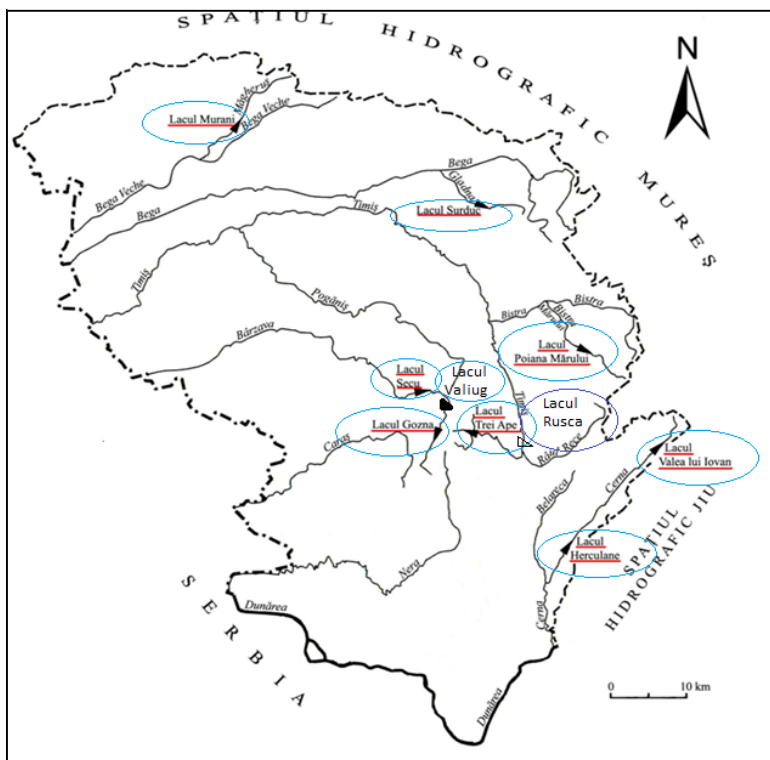 SPAȚIUL HIDROGRAFIC MUREȘ
N
Măgheruș
Lacul Murani
Bega Veche
Bega Veche
Bega
Gladna
Bega
Timiș
Lacul Surduc
Timiș
Pogăniș
Bistra
Bistra
Bistra
Mărului
Bârzava
Lacul
Poiana Mărului
Lacul
Secu
Lacul
Valiug
Timiș
Lacul
Rusca
Lacul
Trei Ape
Lacul Gozna
Caraș
Râul Rece
Lacul
Valea lui Iovan
Cerna
Belareca
Lacul
Herculane
SPAȚIUL
HIDROGRAFIC JIU
Nera
Cerna
SERBIA
Dunărea
Dunărea
0 10 km